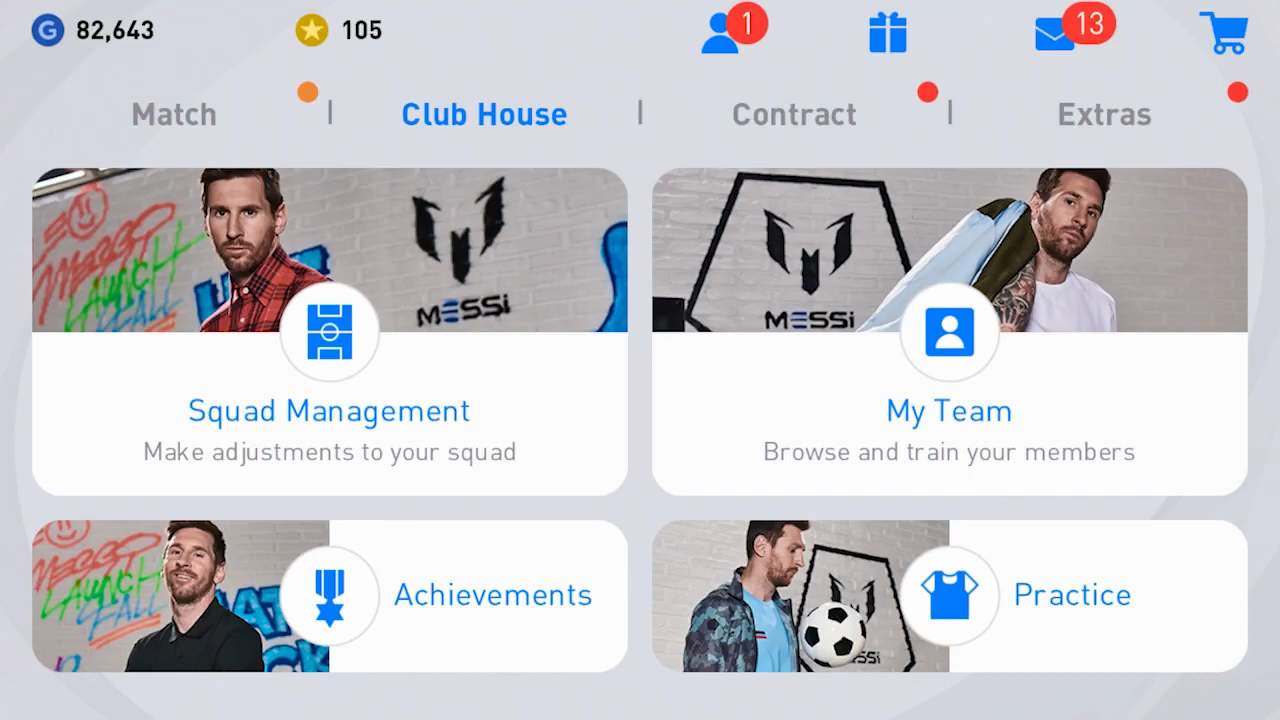 G 82,643
105
1
13
Match | Club House | Contract | Extras
MESSi
MESSi
Squad Management
Make adjustments to your squad
My Team
Browse and train your members
Achievements
Practice